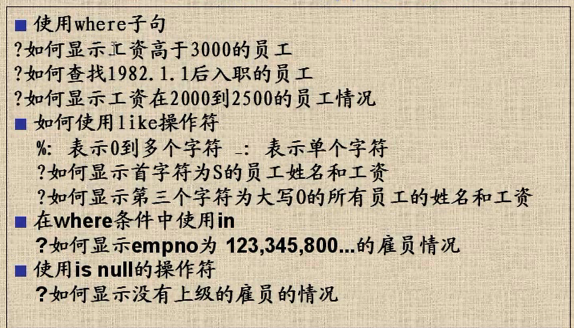 ■ 使用where子句
?如何显示工资高于3000的员工
?如何查找1982.1.1后入职的员工
?如何显示工资在2000到2500的员工情况
■ 如何使用like操作符
%: 表示0到多个字符 _: 表示单个字符
?如何显示首字符为S的员工姓名和工资
?如何显示第三个字符为大写O的所有员工的姓名和工资
■ 在where条件中使用in
?如何显示empno为 123,345,800...的雇员情况
■ 使用is null的操作符
?如何显示没有上级的雇员的情况